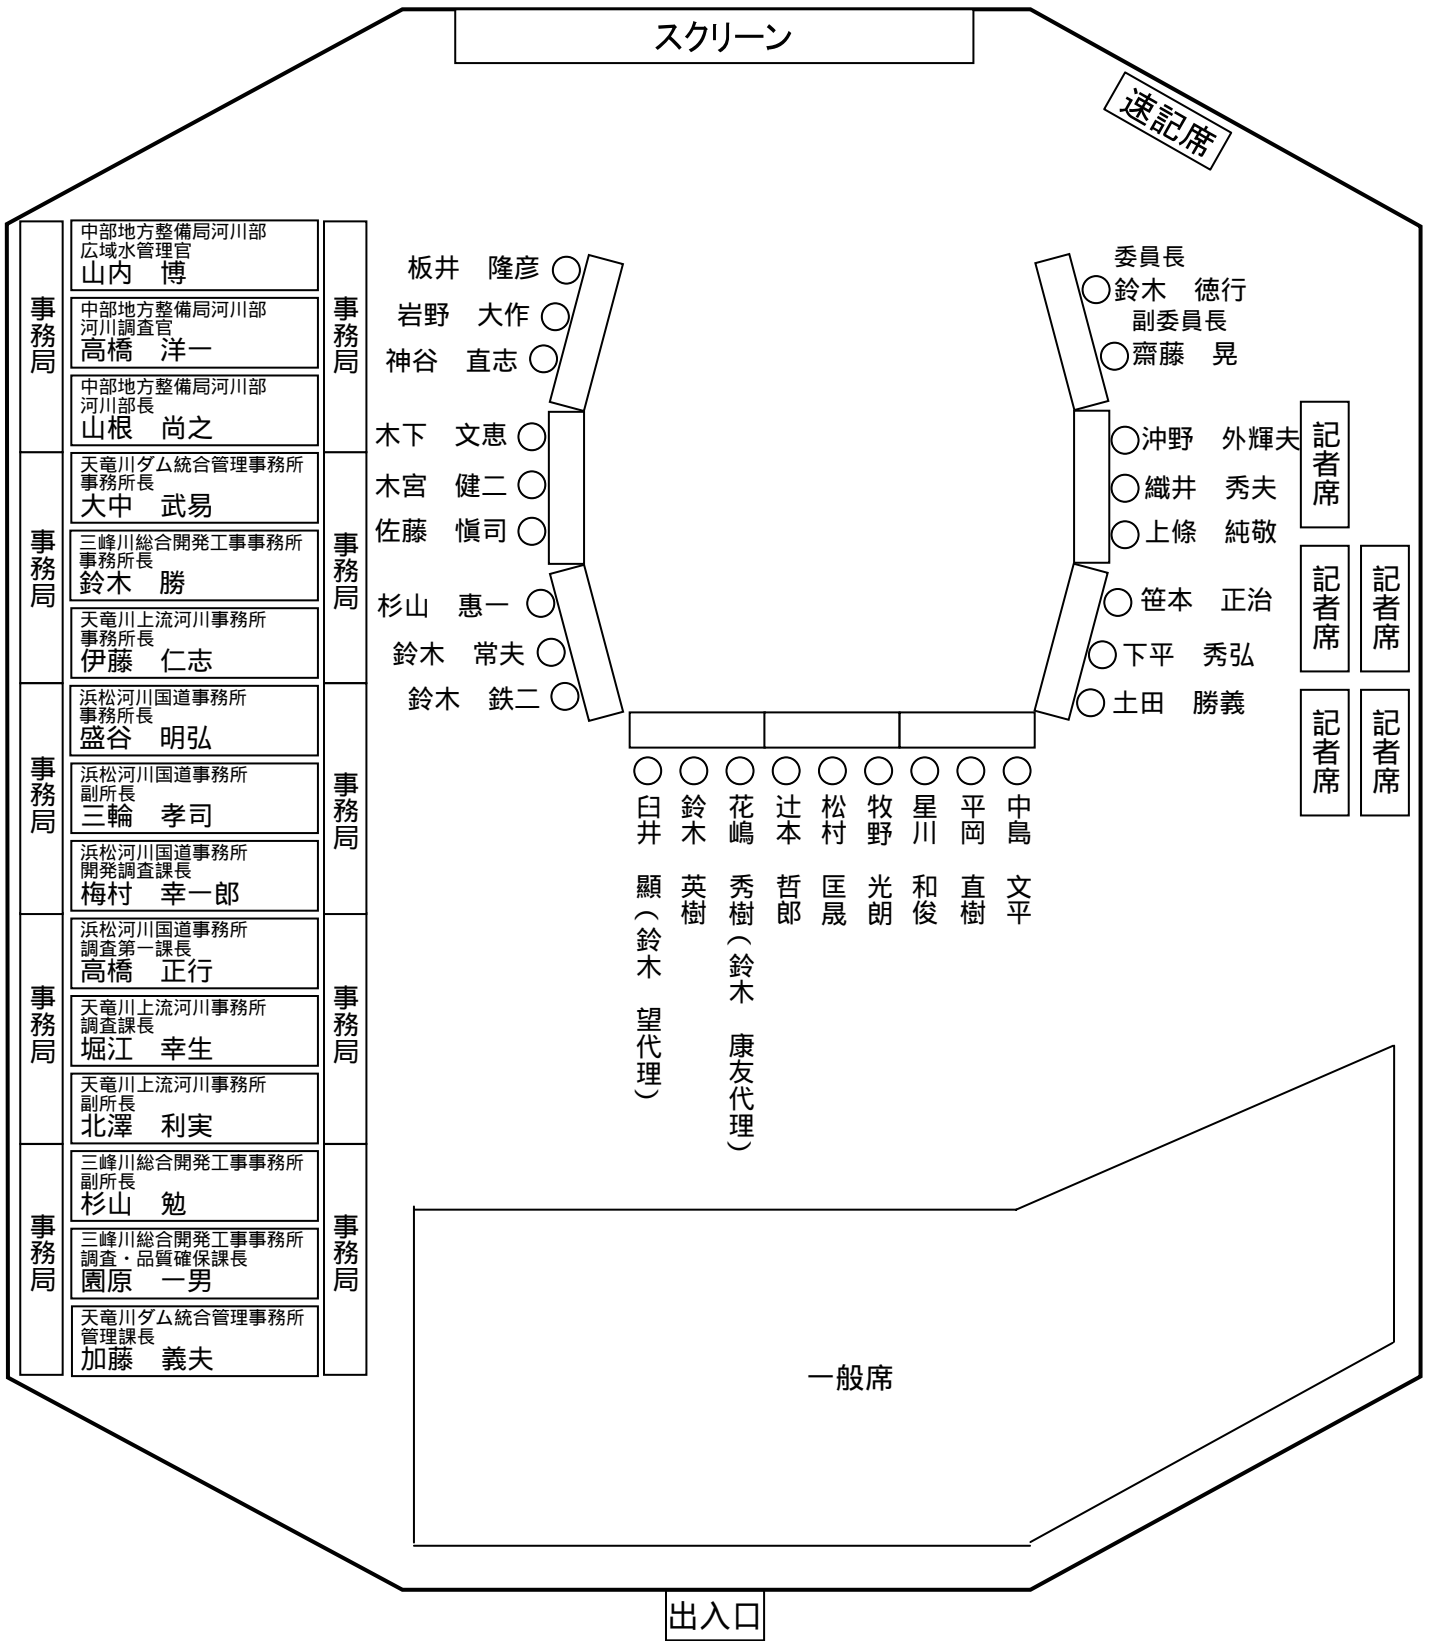 スクリーン
速記席
事務局
事務局
事務局
事務局
事務局
中部地方整備局河川部
広域水管理官
山内　博
中部地方整備局河川部
河川調査官
高橋　洋一
中部地方整備局河川部
河川部長
山根　尚之
天竜川ダム統合管理事務所
事務所長
大中　武易
三峰川総合開発工事事務所
事務所長
鈴木　勝
天竜川上流河川事務所
事務所長
伊藤　仁志
浜松河川国道事務所
事務所長
盛谷　明弘
浜松河川国道事務所
副所長
三輪　孝司
浜松河川国道事務所
開発調査課長
梅村　幸一郎
浜松河川国道事務所
調査第一課長
高橋　正行
天竜川上流河川事務所
調査課長
堀江　幸生
天竜川上流河川事務所
副所長
北澤　利実
三峰川総合開発工事事務所
副所長
杉山　勉
三峰川総合開発工事事務所
調査・品質確保課長
園原　一男
天竜川ダム統合管理事務所
管理課長
加藤　義夫
事務局
事務局
事務局
事務局
事務局
板井　隆彦
岩野　大作
神谷　直志
木下　文恵
木宮　健二
佐藤　愼司
杉山　惠一
鈴木　常夫
鈴木　鉄二
臼井　顯（鈴木　望代理）
鈴木　英樹
花嶋　秀樹（鈴木　康友代理）
辻本　哲郎
松村　匡晟
牧野　光朗
星川　和俊
平岡　直樹
中島　文平
委員長
鈴木　徳行
副委員長
齋藤　晃
沖野　外輝夫
織井　秀夫
上條　純敬
笹本　正治
下平　秀弘
土田　勝義
記者席
記者席
記者席
記者席
記者席
一般席
出入口